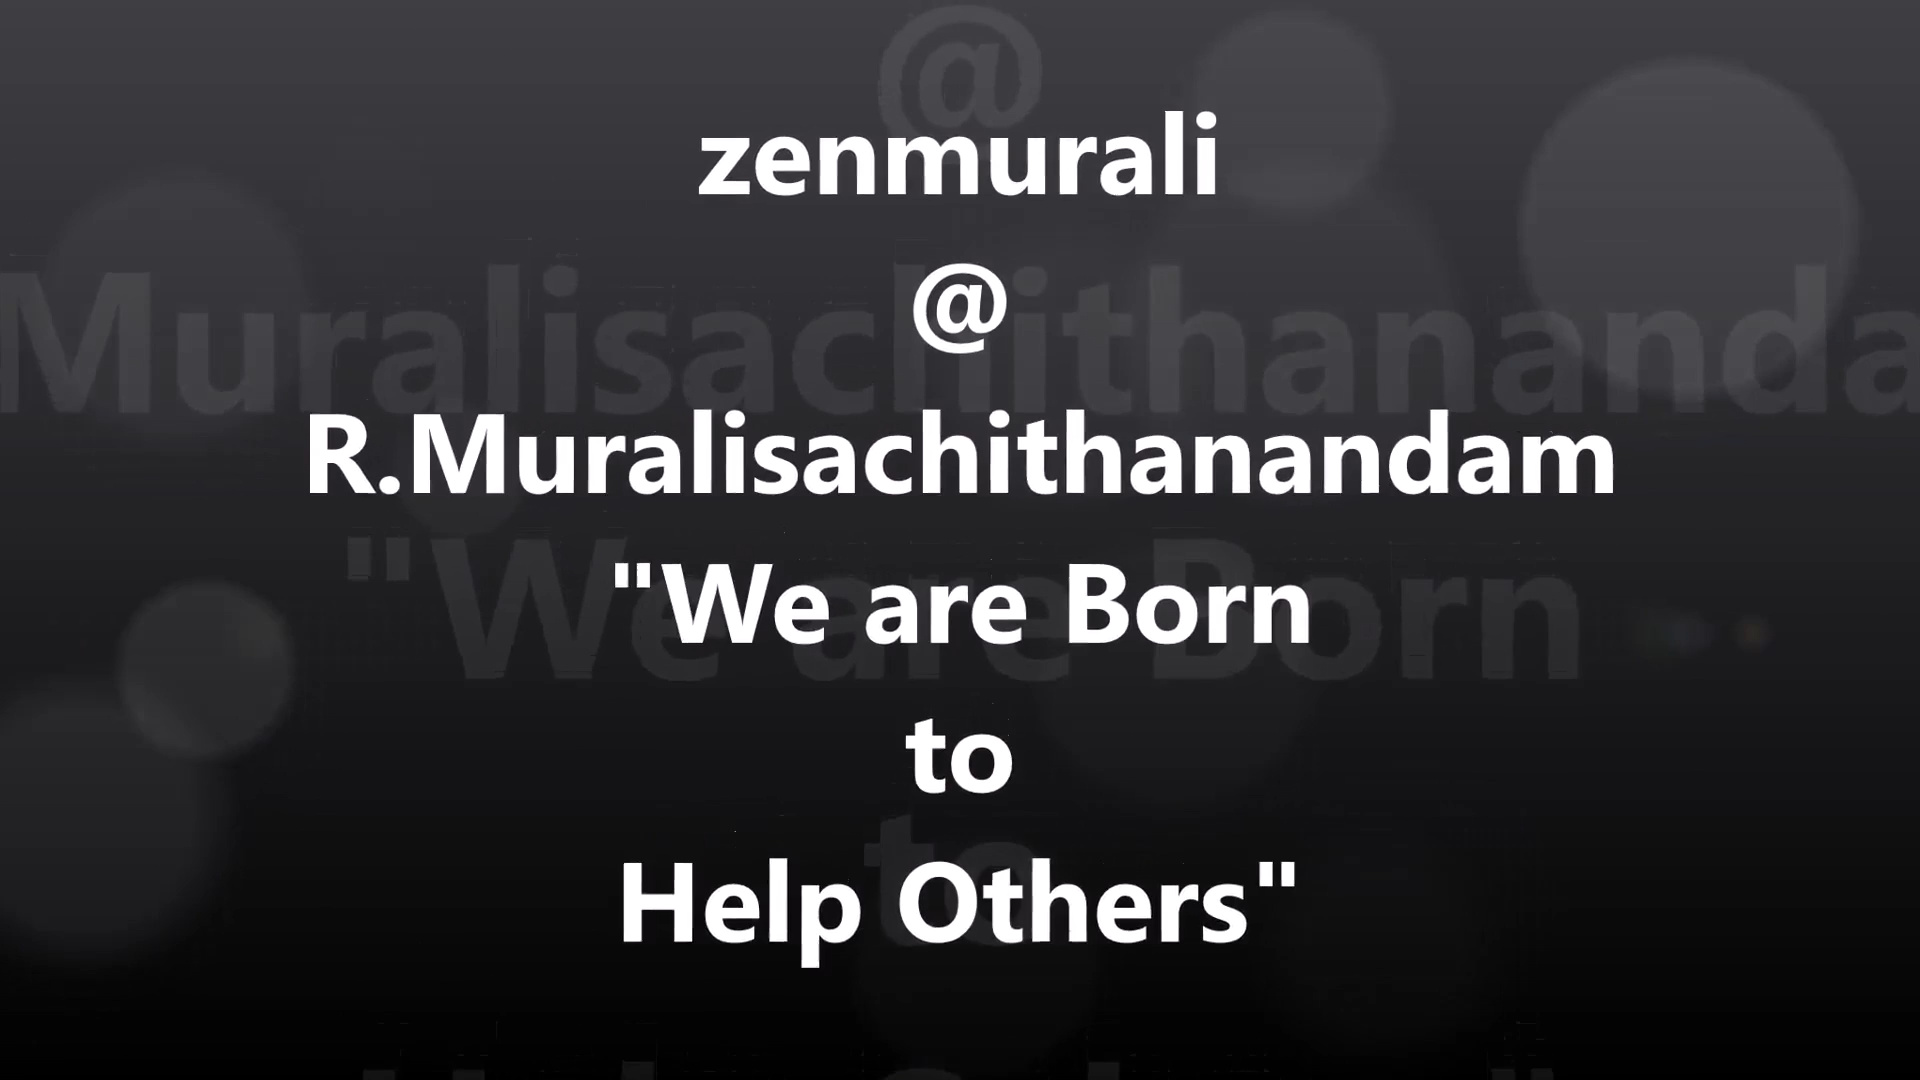 zenmurali
@
R.Muralisachithanandam
"We are Born
to
Help Others"